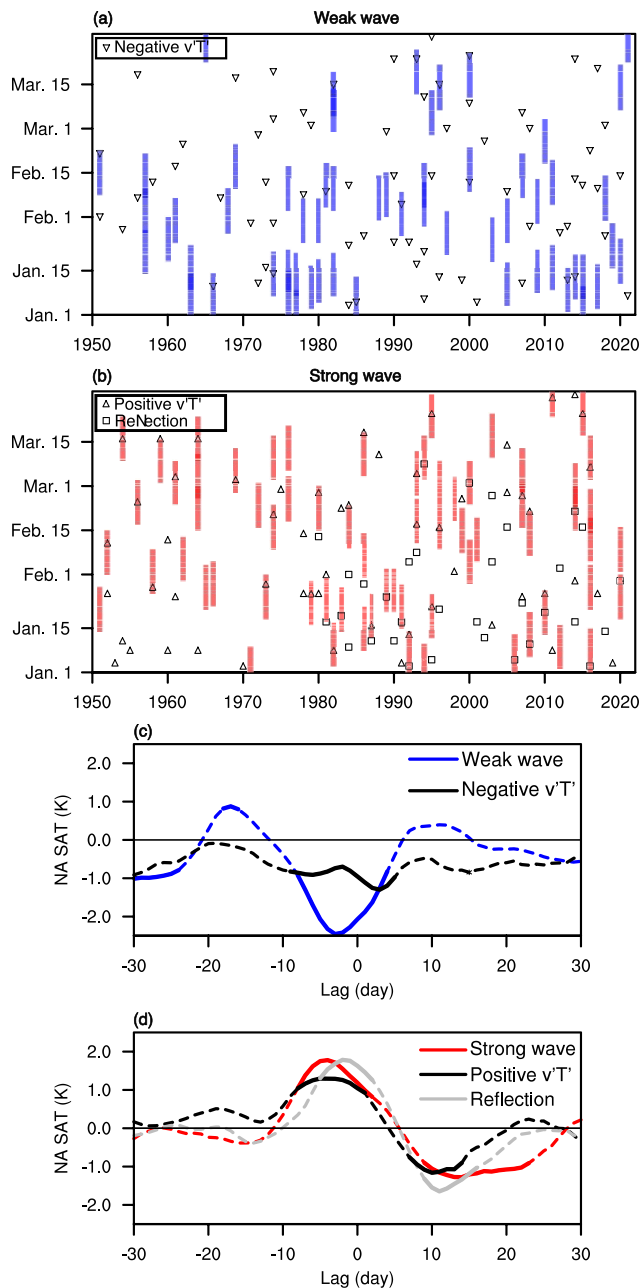 (a) Weak wave
Negative v'T'
Mar. 15
Mar. 1
Feb. 15
Feb. 1
Jan. 15
Jan. 1
1950 1960 1970 1980 1990 2000 2010 2020
(b) Strong wave
Positive v'T'
ReNection
Mar. 15
Mar. 1
Feb. 15
Feb. 1
Jan. 15
Jan. 1
1950 1960 1970 1980 1990 2000 2010 2020
(c)
NA SAT (K)
2.0
1.0
0.0
-1.0
-2.0
Weak wave
Negative v'T'
-30 -20 -10 0 10 20 30
Lag (day)
(d)
NA SAT (K)
2.0
1.0
0.0
-1.0
-2.0
Strong wave
Positive v'T'
Reflection
-30 -20 -10 0 10 20 30
Lag (day)